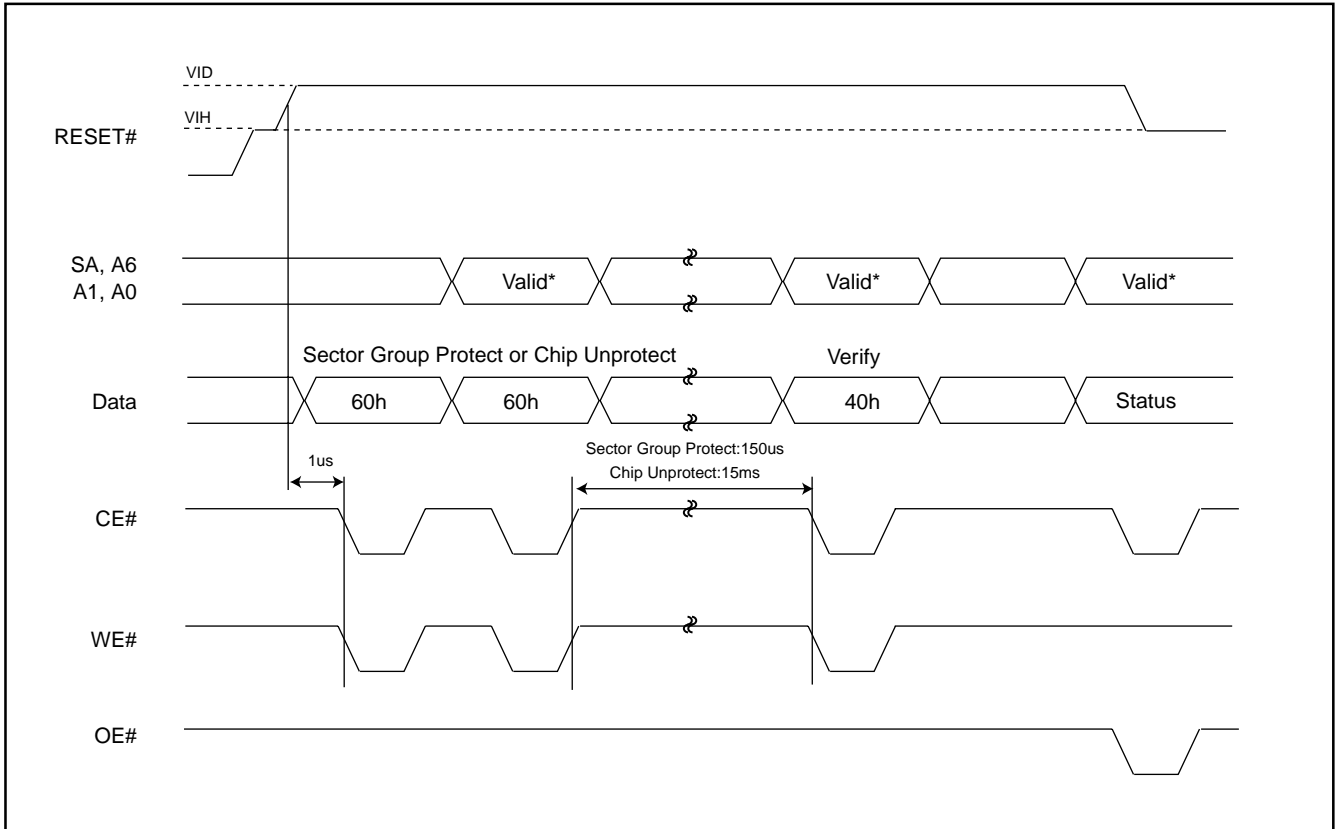 VID
VIH
RESET#
SA, A6
A1, A0
Valid*
Valid*
Valid*
Sector Group Protect or Chip Unprotect
Verify
Data
60h
60h
40h
Status
1us
Sector Group Protect:150us
Chip Unprotect:15ms
CE#
WE#
OE#